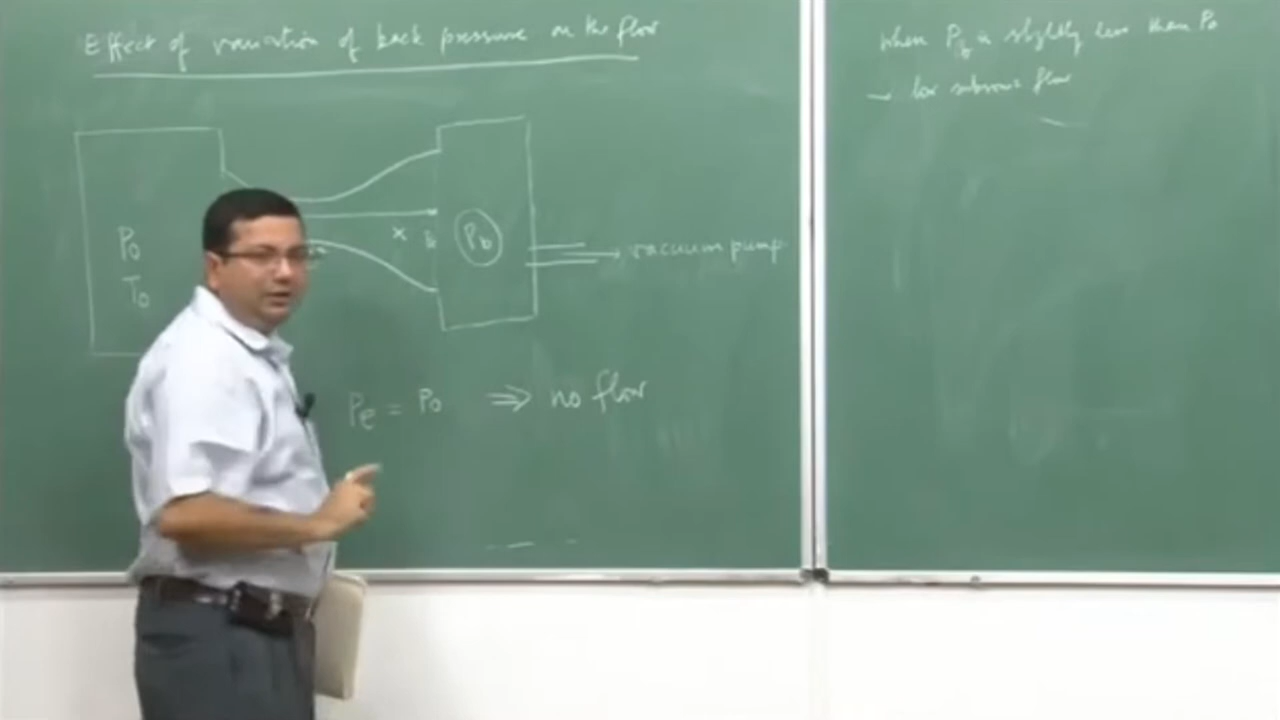 Effect of variation of back pressure on the flow
P0
T0
x
Pb
vacuum pump
Pe = P0 ⇒ no flow
when Pb is slightly less than P0
→ low subsonic flow